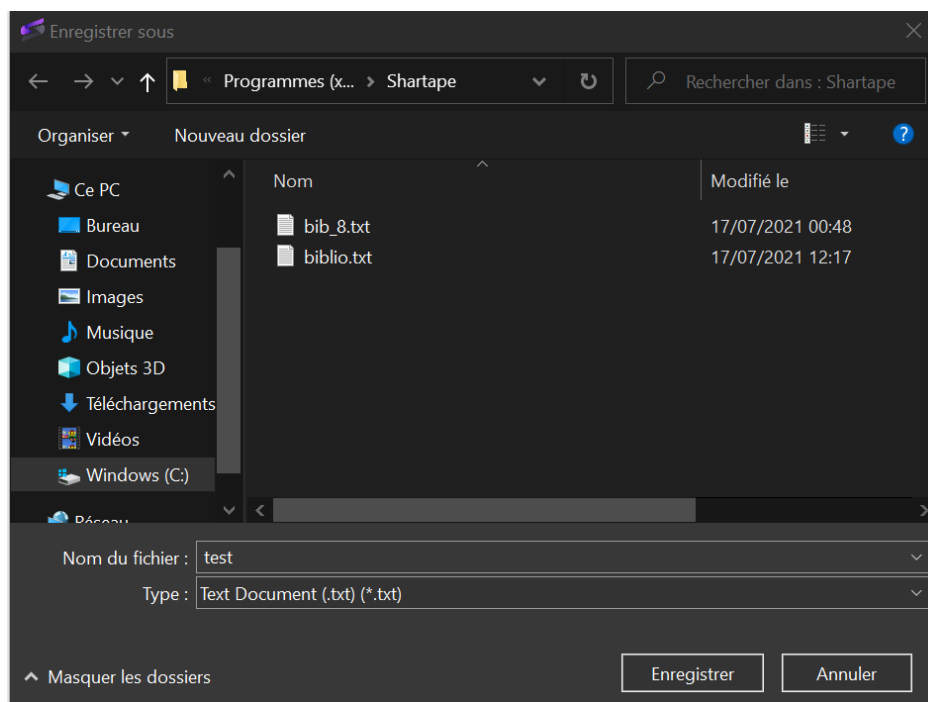 Enregistrer sous
« Programmes (x... > Shartape
Rechercher dans : Shartape
Organiser
Nouveau dossier
?
Ce PC
Bureau
Documents
Images
Musique
Objets 3D
Téléchargements
Vidéos
Windows (C:)
Réseau
Nom
Modifié le
bib_8.txt
17/07/2021 00:48
biblio.txt
17/07/2021 12:17
Nom du fichier : test
Type : Text Document (.txt) (*.txt)
Masquer les dossiers
Enregistrer
Annuler